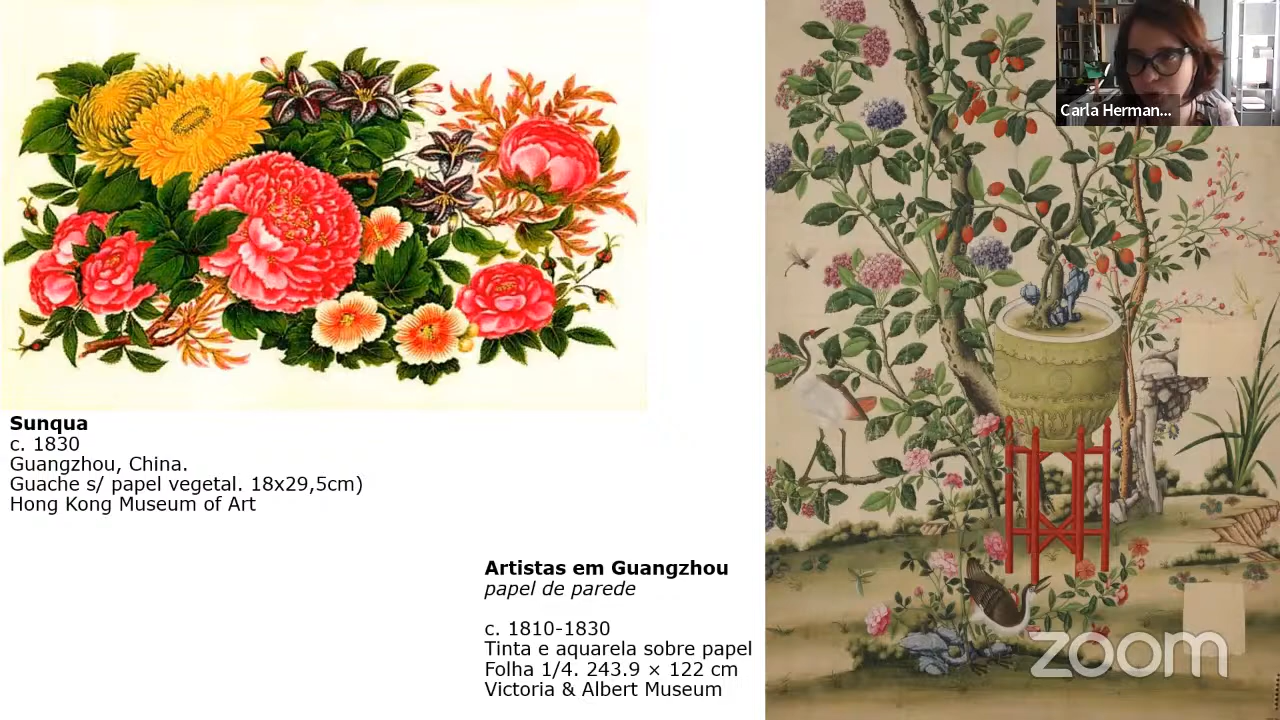 Sunqua
c. 1830
Guangzhou, China.
Guache s/ papel vegetal. 18x29,5cm)
Hong Kong Museum of Art
Artistas em Guangzhou
papel de parede
c. 1810-1830
Tinta e aquarela sobre papel
Folha 1/4. 243.9 × 122 cm
Victoria & Albert Museum
Carla Herman...
zoom